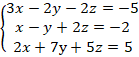 3x − 2y − 2z = −5
x − y + 2z = −2
2x + 7y + 5z = 5